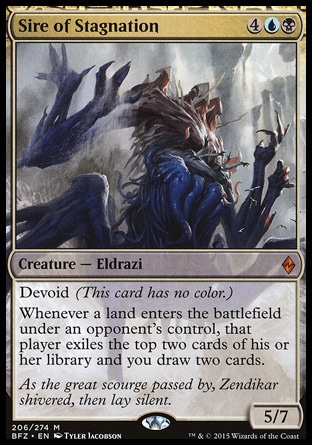 Sire of Stagnation 4
Creature — Eldrazi
Devoid (This card has no color.)
Whenever a land enters the battlefield
under an opponent's control, that
player exiles the top two cards of his
or her library and you draw two cards.
As the great scourge passed by, Zendikar
shivered, then lay silent.
5/7
206/274 M
BFZ • EN Tyler Jacobson
™ & © 2015 Wizards of the Coast